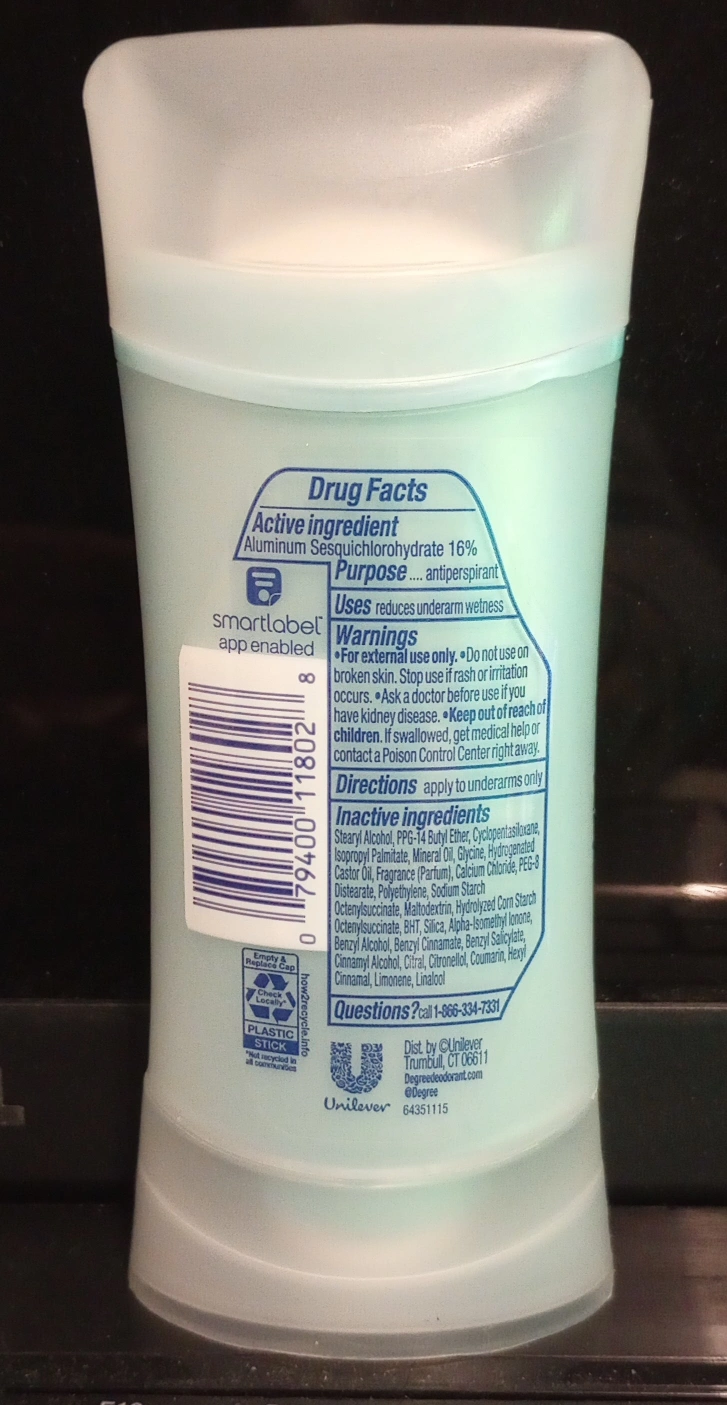 Drug Facts
Active ingredient
Aluminum Sesquichlorohydrate 16%
Purpose .... antiperspirant
Uses reduces underarm wetness
Warnings
•For external use only. •Do not use on
broken skin. Stop use if rash or irritation
occurs. •Ask a doctor before use if you
have kidney disease. •Keep out of reach of
children. If swallowed, get medical help or
contact a Poison Control Center right away.
Directions apply to underarms only
Inactive ingredients
Stearyl Alcohol, PPG-14 Butyl Ether, Cyclopentasiloxane,
Isopropyl Palmitate, Mineral Oil, Glycine, Hydrogenated
Castor Oil, Fragrance (Parfum), Calcium Chloride, PEG-8
Distearate, Polyethylene, Sodium Starch
Octenylsuccinate, Maltodextrin, Hydrolyzed Corn Starch
Octenylsuccinate, BHT, Silica, Alpha-Isomethyl Ionone,
Benzyl Alcohol, Benzyl Cinnamate, Benzyl Salicylate,
Cinnamyl Alcohol, Citral, Citronellol, Coumarin, Hexyl
Cinnamal, Limonene, Linalool
Questions? call 1-866-334-7331
smartlabel™
app enabled
0 79400 11802 8
Empty &
Replace Cap
Check
Locally*
PLASTIC
STICK
*Not recycled in
all communities
how2recycle.info
Unilever
Dist. by ©Unilever
Trumbull, CT 06611
Degreedeodorant.com
@Degree
64351115